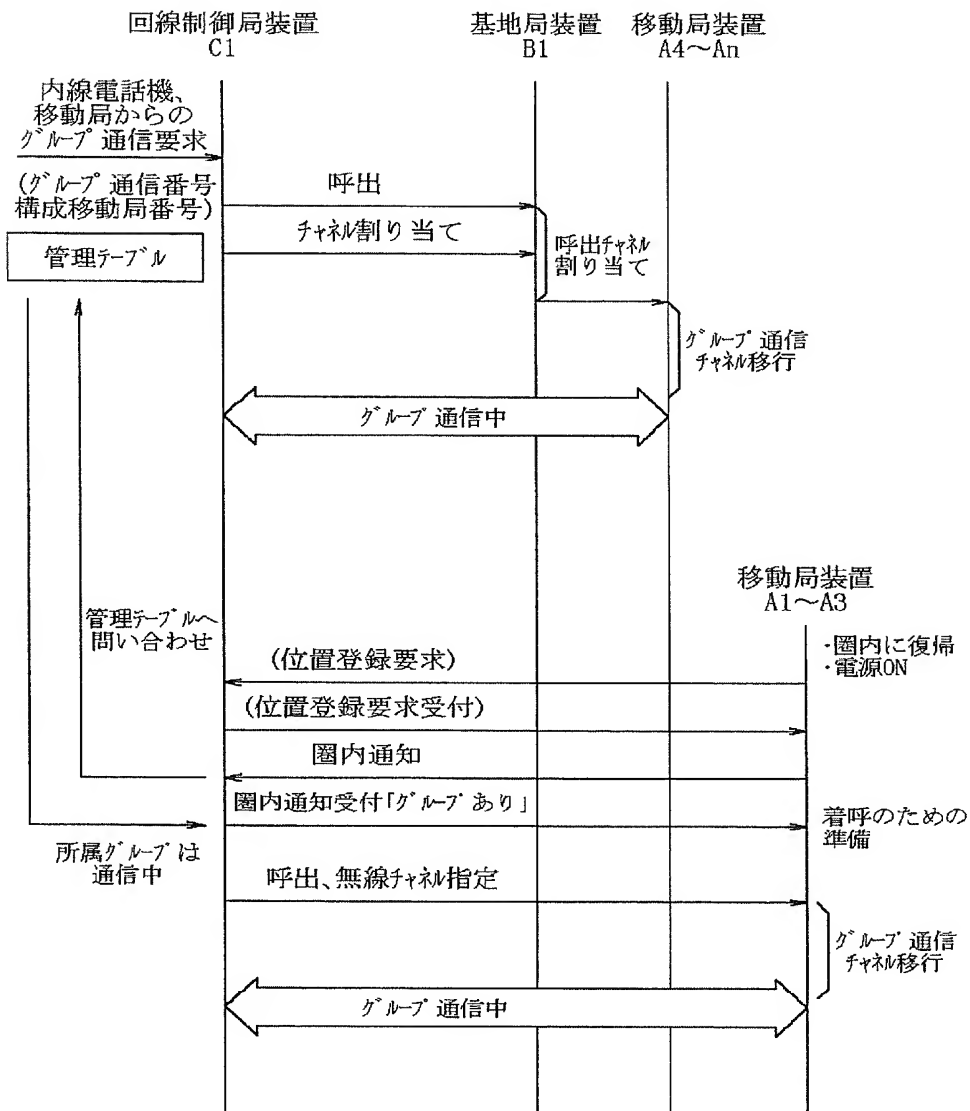 回線制御局装置
C1
基地局装置
B1
移動局装置
A4～An
内線電話機、
移動局からの
グループ通信要求
(グループ通信番号
構成移動局番号)
管理テーブル
呼出
チャネル割り当て
呼出チャネル
割り当て
グループ通信
チャネル移行
グループ通信中
移動局装置
A1～A3
・圏内に復帰
・電源ON
管理テーブルへ
問い合わせ
(位置登録要求)
(位置登録要求受付)
圏内通知
圏内通知受付「グループあり」
着呼のための
準備
所属グループは
通信中
呼出、無線チャネル指定
グループ通信
チャネル移行
グループ通信中